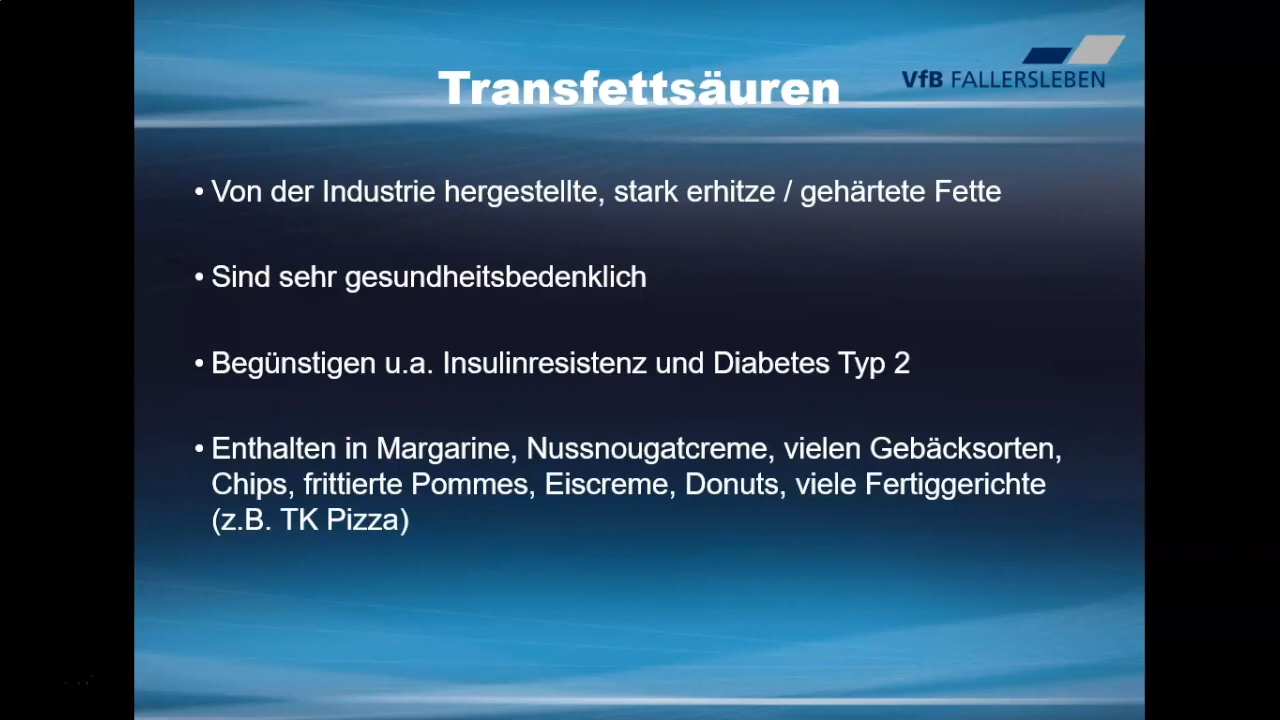 VfB FALLERSLEBEN
Transfettsäuren
• Von der Industrie hergestellte, stark erhitze / gehärtete Fette
• Sind sehr gesundheitsbedenklich
• Begünstigen u.a. Insulinresistenz und Diabetes Typ 2
• Enthalten in Margarine, Nussnougatcreme, vielen Gebäcksorten,
Chips, frittierte Pommes, Eiscreme, Donuts, viele Fertiggerichte
(z.B. TK Pizza)